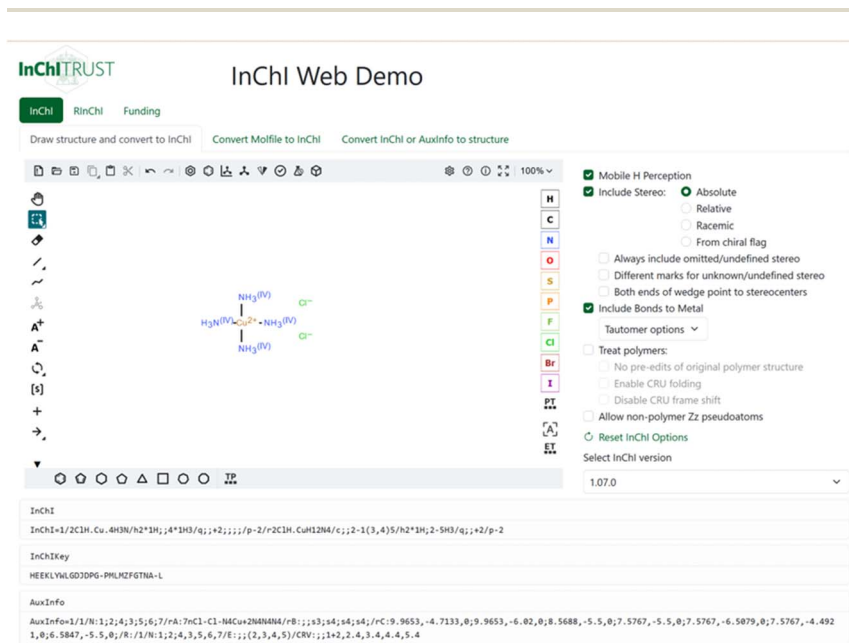 InChITRUST
InChI Web Demo
InChI RInChI Funding
Draw structure and convert to InChI Convert Molfile to InChI Convert InChI or AuxInfo to structure
100%
Mobile H Perception
Include Stereo: Absolute
Relative
Racemic
From chiral flag
Always include omitted/undefined stereo
Different marks for unknown/undefined stereo
Both ends of wedge point to stereocenters
Include Bonds to Metal
Tautomer options
Treat polymers:
No pre-edits of original polymer structure
Enable CRU folding
Disable CRU frame shift
Allow non-polymer Zz pseudoatoms
Reset InChI Options
Select InChI version
1.07.0
A+
A-
[s]
NH3(IV) Cl−
H3N(IV) Cu2+ NH3(IV)
Cl−
NH3(IV)
H
C
N
O
S
P
F
Cl
Br
I
PT
[A]
ET
TP
InChI
InChI=1/2ClH.Cu.4H3N/h2*1H;;4*1H3/q;;+2;;;;/p-2/r2ClH.CuH12N4/c;;2-1(3,4)5/h2*1H;2-5H3/q;;+2/p-2
InChIKey
HEEKLYWLGDJDPG-PMLMZFGTNA-L
AuxInfo
AuxInfo=1/1/N:1;2;4;3;5;6;7/rA:7nCl-Cl-N4Cu+2N4N4N4/rB:;;s3;s4;s4;s4;/rC:9.9653,-4.7133,0;9.9653,-6.02,0;8.5688,-5.5,0;7.5767,-5.5,0;7.5767,-6.5079,0;7.5767,-4.492
1,0;6.5847,-5.5,0;/R:/1/N:1;2;4,3,5,6,7/E:;;(2,3,4,5)/CRV:;;1+2,2.4,3.4,4.4,5.4